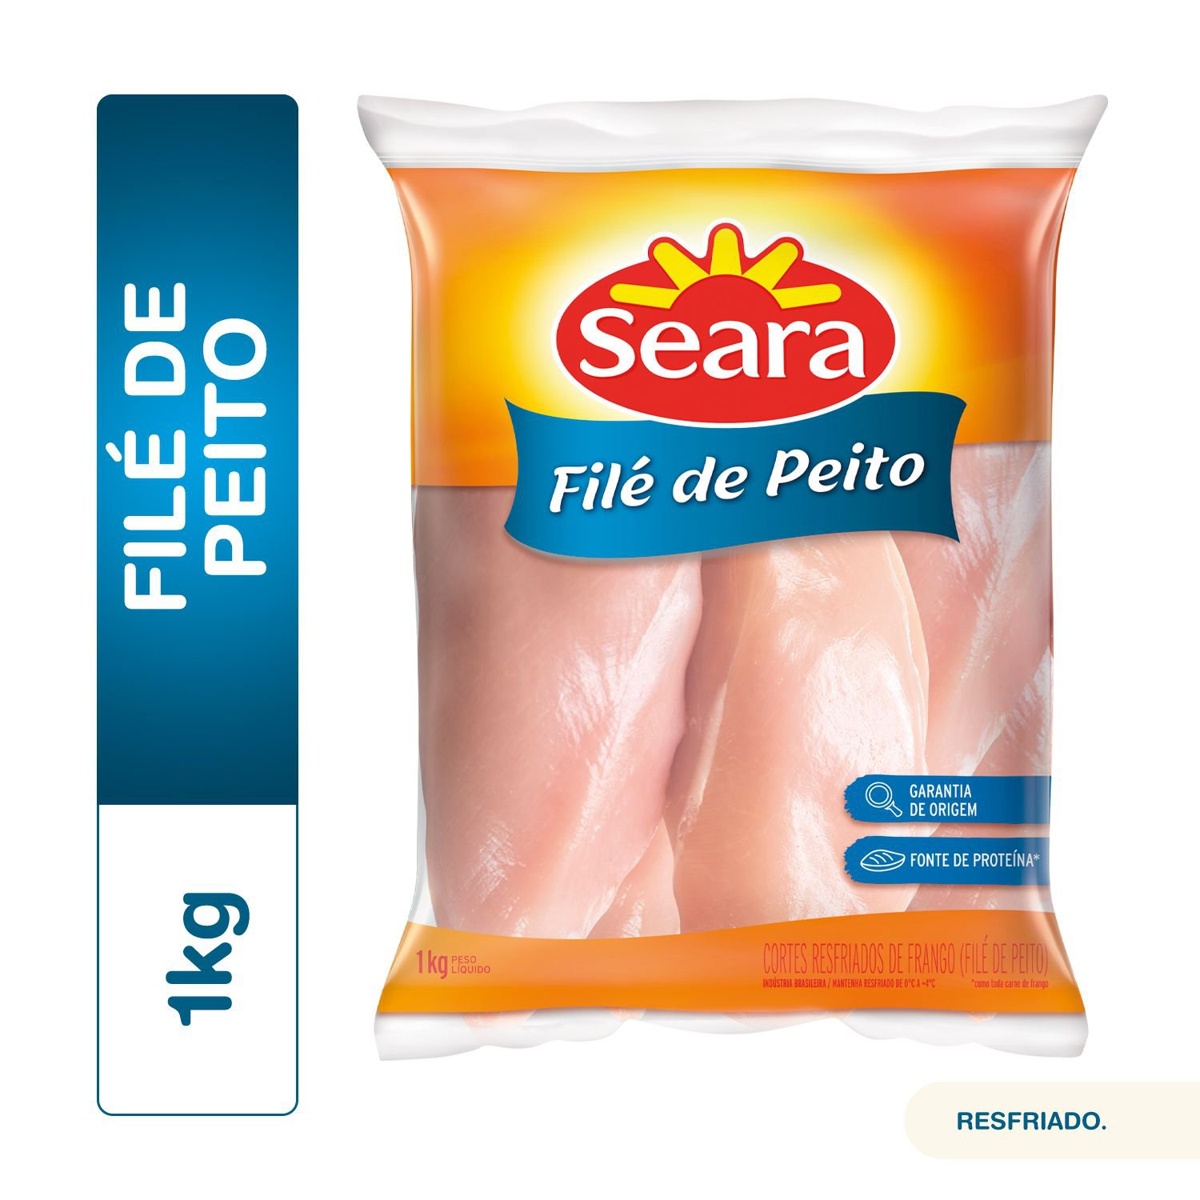 FILÉ DE
PEITO
1kg
Seara
Filé de Peito
GARANTIA
DE ORIGEM
FONTE DE PROTEÍNA*
1kg PESO
LÍQUIDO
CORTES RESFRIADOS DE FRANGO (FILÉ DE PEITO)
INDÚSTRIA BRASILEIRA / MANTENHA RESFRIADO DE 0°C A +4°C
*como toda carne de frango
RESFRIADO.